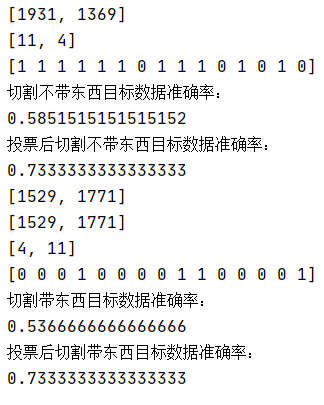 [1931, 1369]
[11, 4]
[1 1 1 1 1 1 0 1 1 1 0 1 0 1 0]
切割不带东西目标数据准确率：
0.5851515151515152
投票后切割不带东西目标数据准确率：
0.7333333333333333
[1529, 1771]
[1529, 1771]
[4, 11]
[0 0 0 1 0 0 0 0 1 1 0 0 0 0 1]
切割带东西目标数据准确率：
0.5366666666666666
投票后切割带东西目标数据准确率：
0.7333333333333333